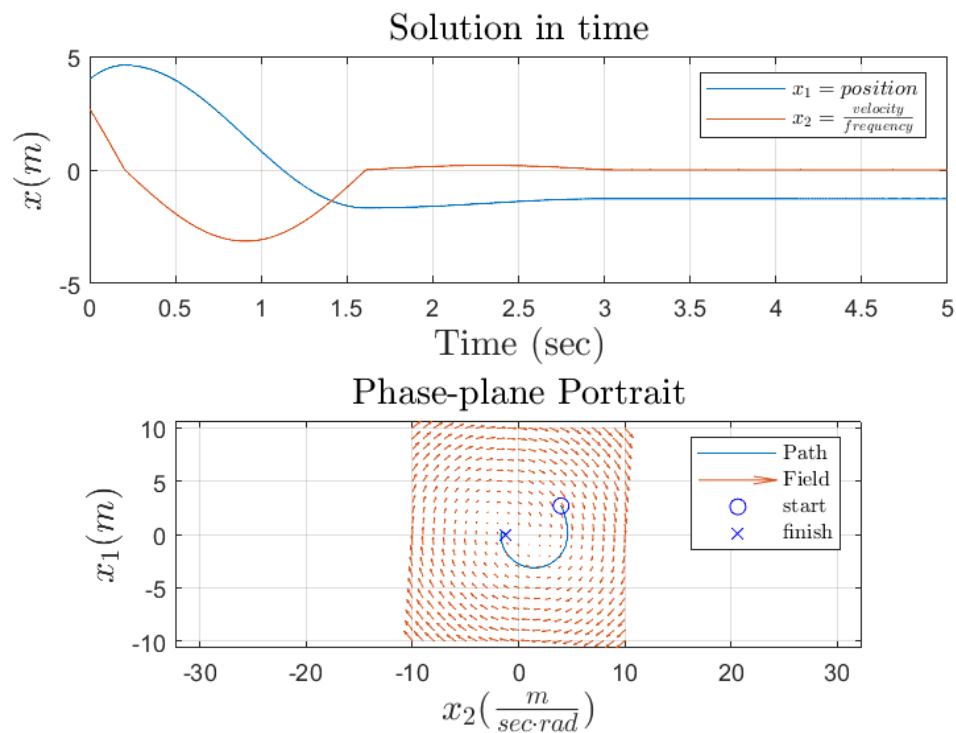 Solution in time
5
0
-5
x(m)
x₁ = position
x₂ = velocity/frequency
0 0.5 1 1.5 2 2.5 3 3.5 4 4.5 5
Time (sec)
Phase-plane Portrait
10
5
0
-5
-10
x₁(m)
Path
Field
start
finish
-30 -20 -10 0 10 20 30
x₂(m/sec·rad)